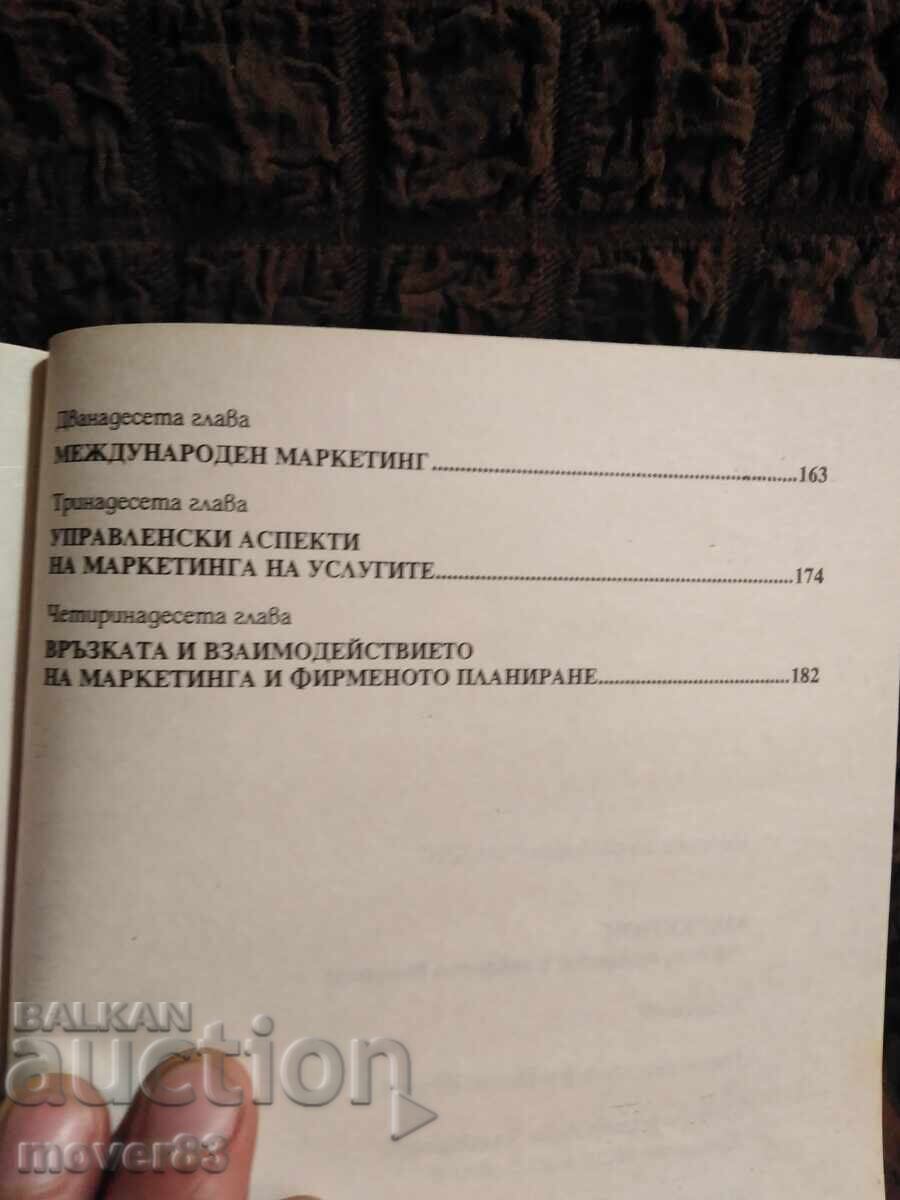 Дванадесета глава
МЕЖДУНАРОДЕН МАРКЕТИНГ..........163
Тринадесета глава
УПРАВЛЕНСКИ АСПЕКТИ
НА МАРКЕТИНГА НА УСЛУГИТЕ..........174
Четиринадесета глава
ВРЪЗКАТА И ВЗАИМОДЕЙСТВИЕТО
НА МАРКЕТИНГА И ФИРМЕНОТО ПЛАНИРАНЕ..........182
BALKAN
auction
mover83